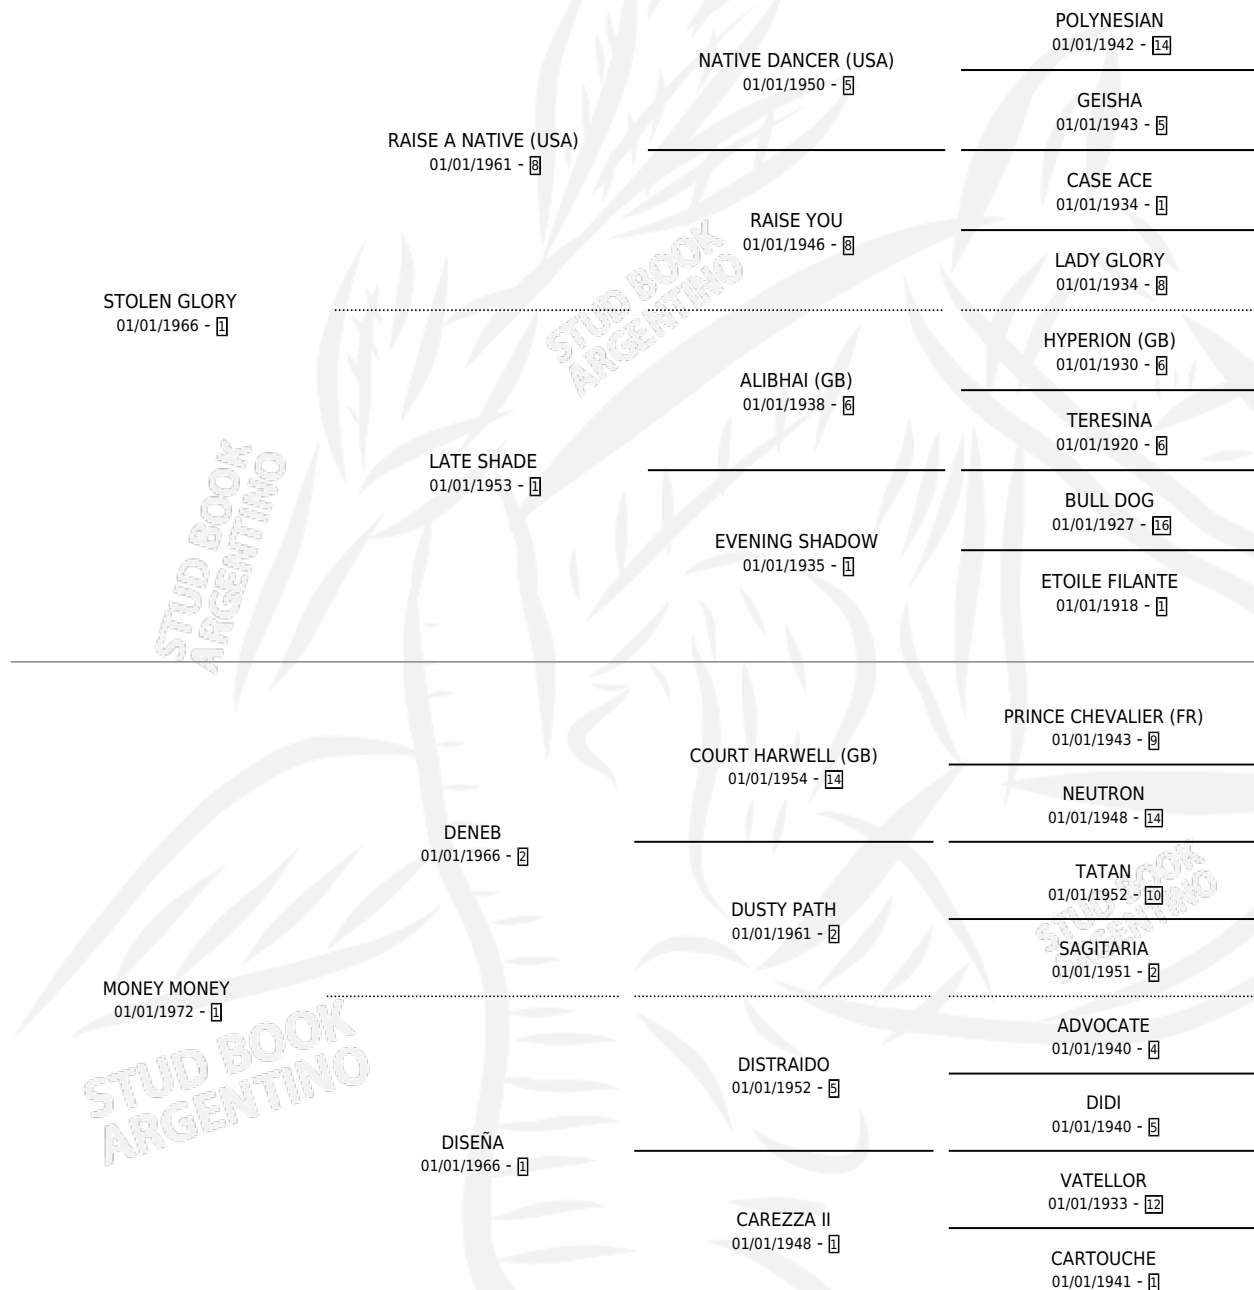 POLYNESIAN
01/01/1942 - 14
NATIVE DANCER (USA)
01/01/1950 - 5
GEISHA
01/01/1943 - 5
RAISE A NATIVE (USA)
01/01/1961 - 8
CASE ACE
01/01/1934 - 1
RAISE YOU
01/01/1946 - 8
LADY GLORY
01/01/1934 - 8
STOLEN GLORY
01/01/1966 - 1
HYPERION (GB)
01/01/1930 - 6
ALIBHAI (GB)
01/01/1938 - 6
TERESINA
01/01/1920 - 6
LATE SHADE
01/01/1953 - 1
BULL DOG
01/01/1927 - 16
EVENING SHADOW
01/01/1935 - 1
ETOILE FILANTE
01/01/1918 - 1
PRINCE CHEVALIER (FR)
01/01/1943 - 9
COURT HARWELL (GB)
01/01/1954 - 14
NEUTRON
01/01/1948 - 14
DENEB
01/01/1966 - 2
TATAN
01/01/1952 - 10
DUSTY PATH
01/01/1961 - 2
SAGITARIA
01/01/1951 - 2
MONEY MONEY
01/01/1972 - 1
ADVOCATE
01/01/1940 - 4
DISTRAIDO
01/01/1952 - 5
DIDI
01/01/1940 - 5
DISEÑA
01/01/1966 - 1
VATELLOR
01/01/1933 - 12
CAREZZA II
01/01/1948 - 1
CARTOUCHE
01/01/1941 - 1
STUD BOOK
ARGENTINO
STUD BOOK
ARGENTINO
STUD BOOK
ARGENTINO
STUD BOOK
ARGENTINO